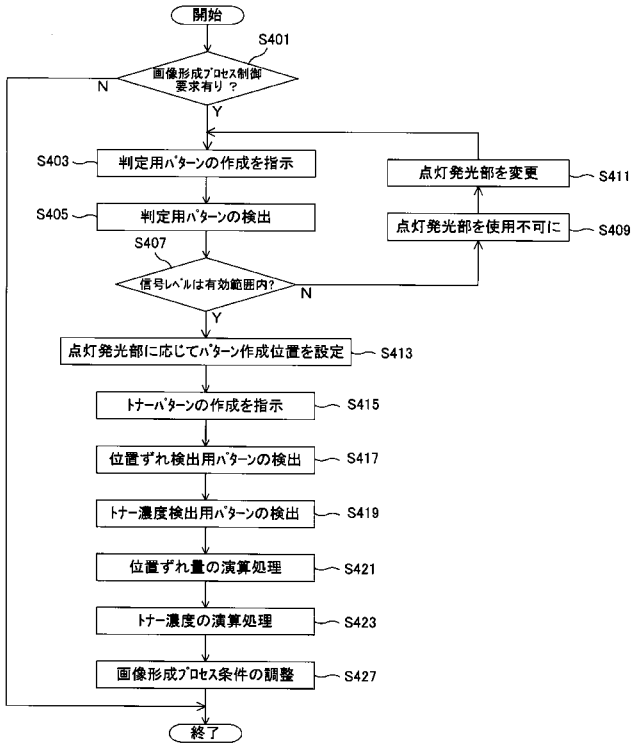 開始
S401
画像形成プロセス制御
要求有り？
N
Y
S403
判定用パターンの作成を指示
点灯発光部を変更
S411
S405
判定用パターンの検出
点灯発光部を使用不可に
S409
S407
信号レベルは有効範囲内?
N
Y
点灯発光部に応じてパターン作成位置を設定
S413
トナーパターンの作成を指示
S415
位置ずれ検出用パターンの検出
S417
トナー濃度検出用パターンの検出
S419
位置ずれ量の演算処理
S421
トナー濃度の演算処理
S423
画像形成プロセス条件の調整
S427
終了